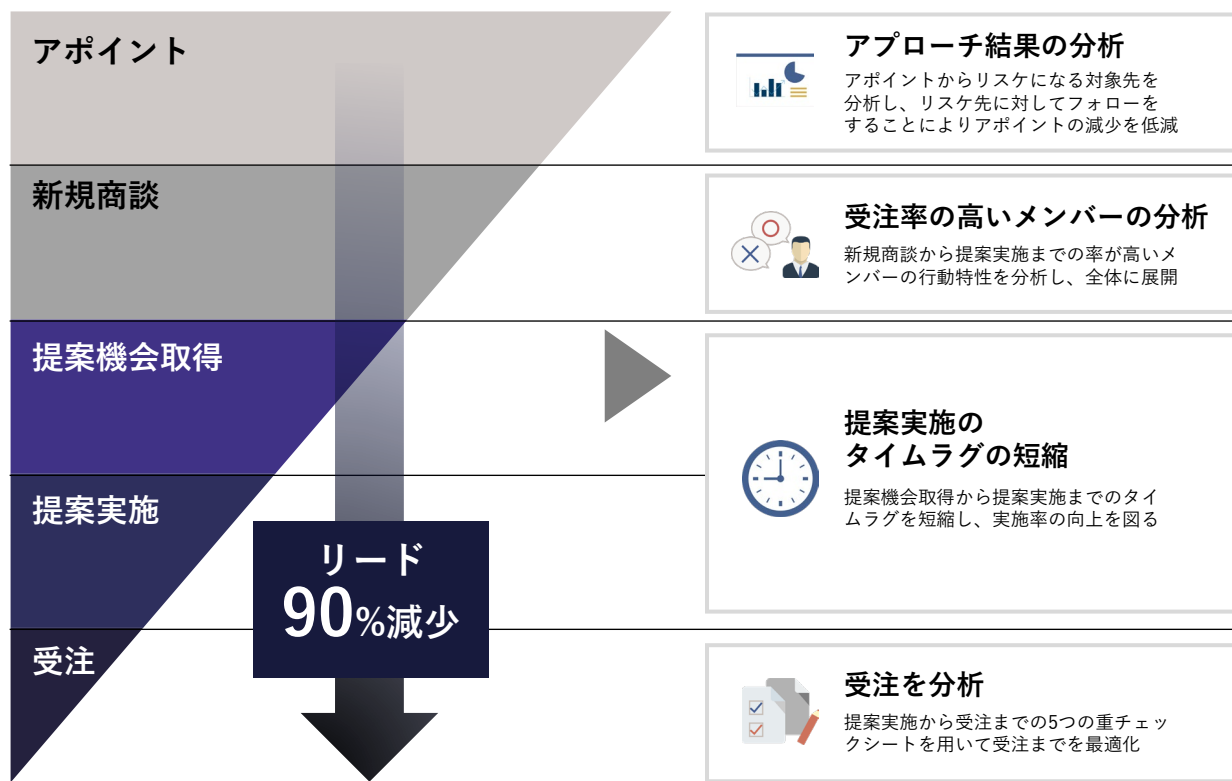 アポイント
アプローチ結果の分析
アポイントからリスケになる対象先を
分析し、リスケ先に対してフォローを
することによりアポイントの減少を低減
新規商談
受注率の高いメンバーの分析
新規商談から提案実施までの率が高いメ
ンバーの行動特性を分析し、全体に展開
提案機会取得
提案実施の
タイムラグの短縮
提案機会取得から提案実施までのタイ
ムラグを短縮し、実施率の向上を図る
提案実施
リード
90%減少
受注
受注を分析
提案実施から受注までの5つの重チェッ
クシートを用いて受注までを最適化